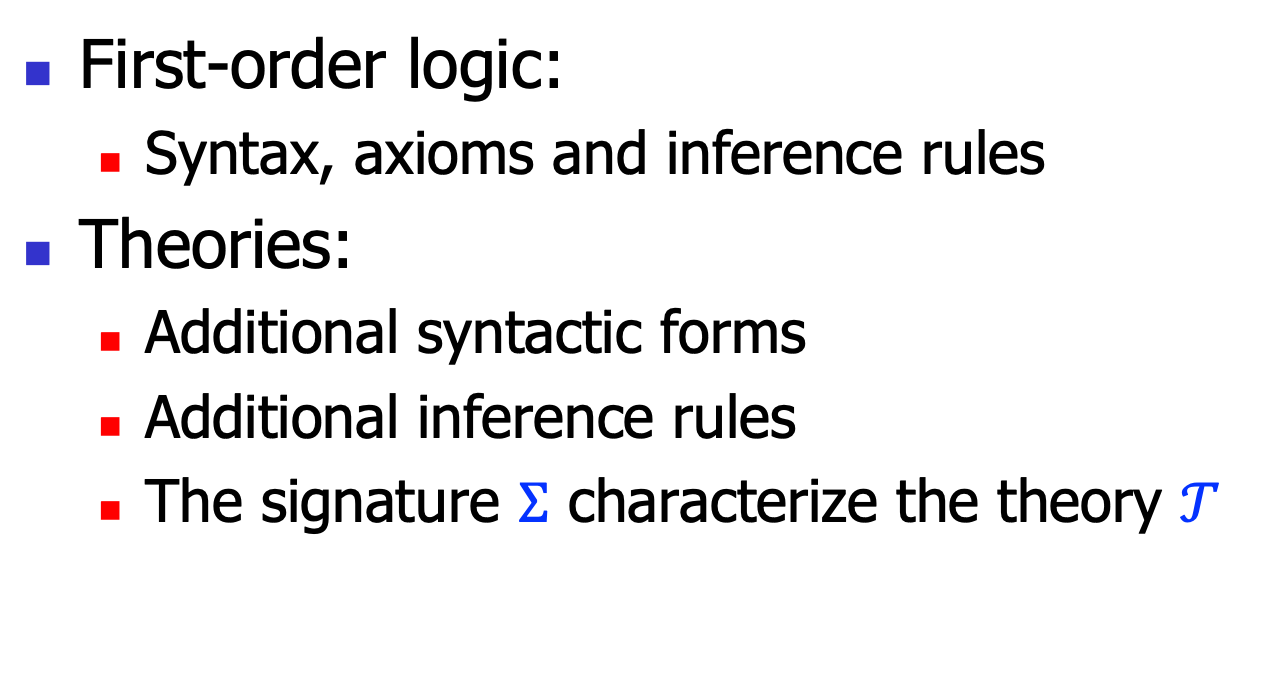 First-order logic:
Syntax, axioms and inference rules
Theories:
Additional syntactic forms
Additional inference rules
The signature Σ characterize the theory 𝒯